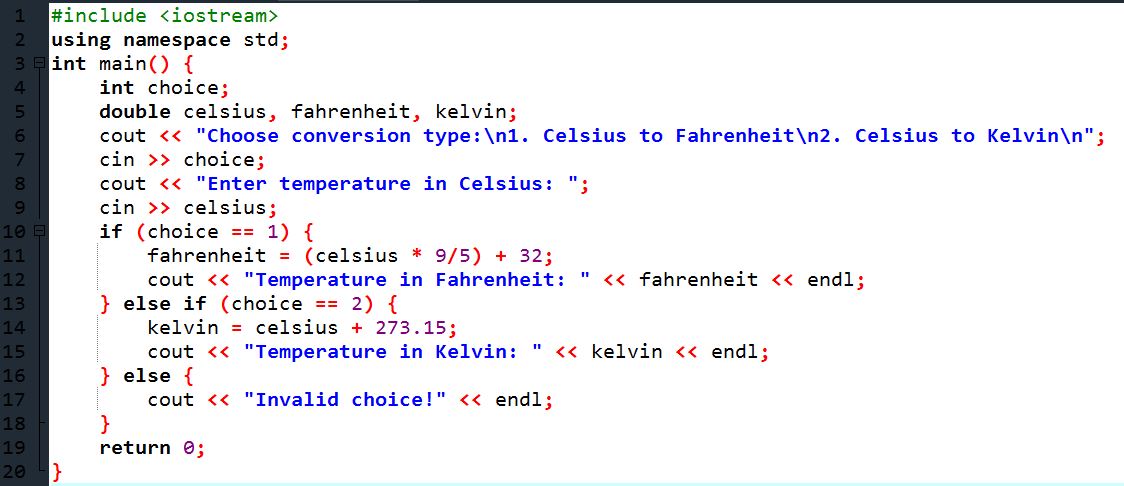 1 #include <iostream>
2 using namespace std;
3 int main() {
4     int choice;
5     double celsius, fahrenheit, kelvin;
6     cout << "Choose conversion type:\n1. Celsius to Fahrenheit\n2. Celsius to Kelvin\n";
7     cin >> choice;
8     cout << "Enter temperature in Celsius: ";
9     cin >> celsius;
10     if (choice == 1) {
11         fahrenheit = (celsius * 9/5) + 32;
12         cout << "Temperature in Fahrenheit: " << fahrenheit << endl;
13     } else if (choice == 2) {
14         kelvin = celsius + 273.15;
15         cout << "Temperature in Kelvin: " << kelvin << endl;
16     } else {
17         cout << "Invalid choice!" << endl;
18     }
19     return 0;
20 }